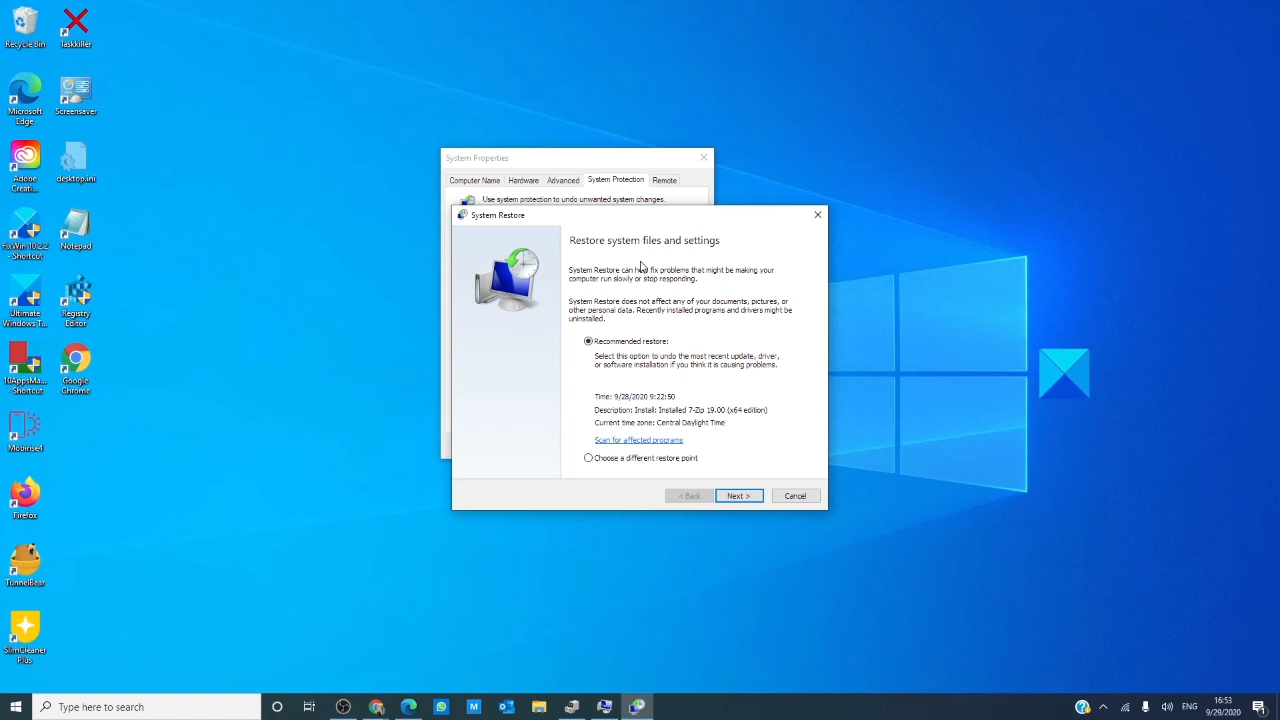 Recycle Bin
Taskkiller
Microsoft
Edge
Screensaver
Adobe
Creati...
desktop.ini
FixWin 10.2.2
- Shortcut
Notepad
Ultimate
Windows T...
Registry
Editor
10AppsMa...
- Shortcut
Google
Chrome
Mobirise4
Firefox
TunnelBear
SlimCleaner
Plus
System Properties
Computer Name
Hardware
Advanced
System Protection
Remote
Use system protection to undo unwanted system changes.
System Restore
Restore system files and settings
System Restore can help fix problems that might be making your
computer run slowly or stop responding.
System Restore does not affect any of your documents, pictures, or
other personal data. Recently installed programs and drivers might be
uninstalled.
Recommended restore:
Select this option to undo the most recent update, driver,
or software installation if you think it is causing problems.
Time: 9/28/2020 9:22:50
Description: Install: Installed 7-Zip 19.00 (x64 edition)
Current time zone: Central Daylight Time
Scan for affected programs
Choose a different restore point
< Back
Next >
Cancel
Type here to search
ENG
16:53
9/29/2020